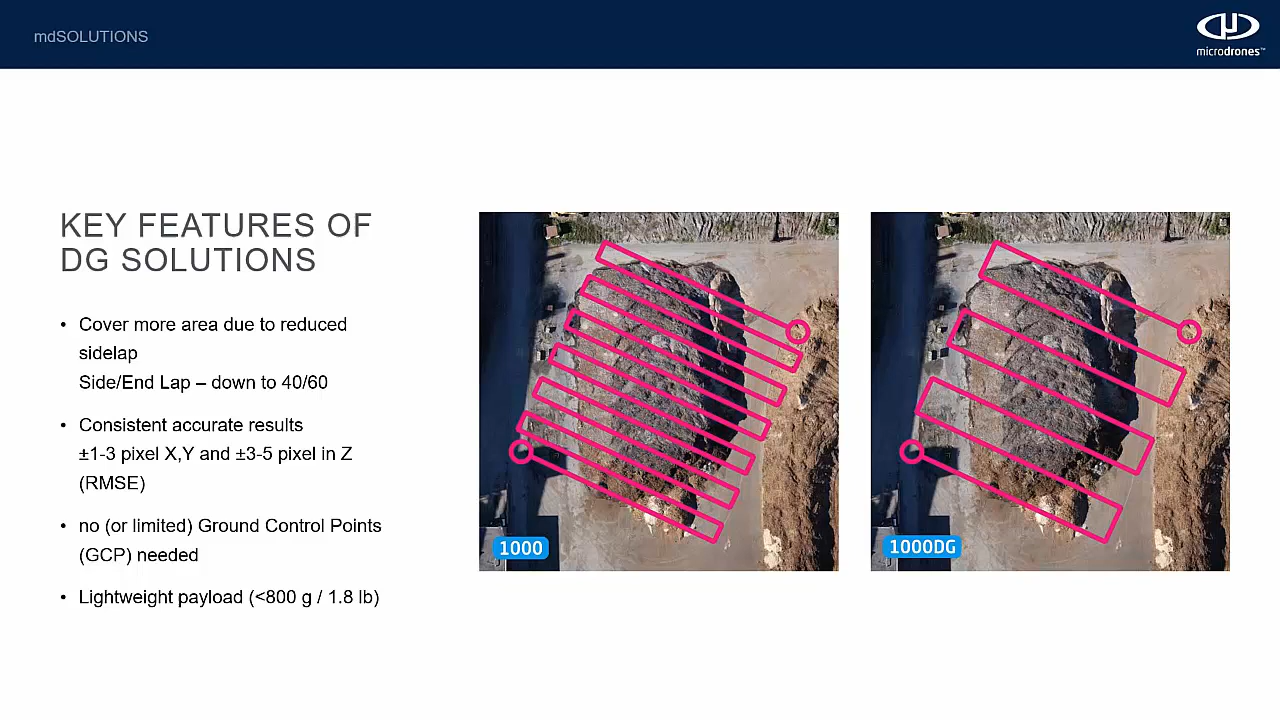 mdSOLUTIONS
microdrones™
KEY FEATURES OF
DG SOLUTIONS
• Cover more area due to reduced
sidelap
Side/End Lap – down to 40/60
• Consistent accurate results
±1-3 pixel X,Y and ±3-5 pixel in Z
(RMSE)
• no (or limited) Ground Control Points
(GCP) needed
• Lightweight payload (<800 g / 1.8 lb)
1000
1000DG